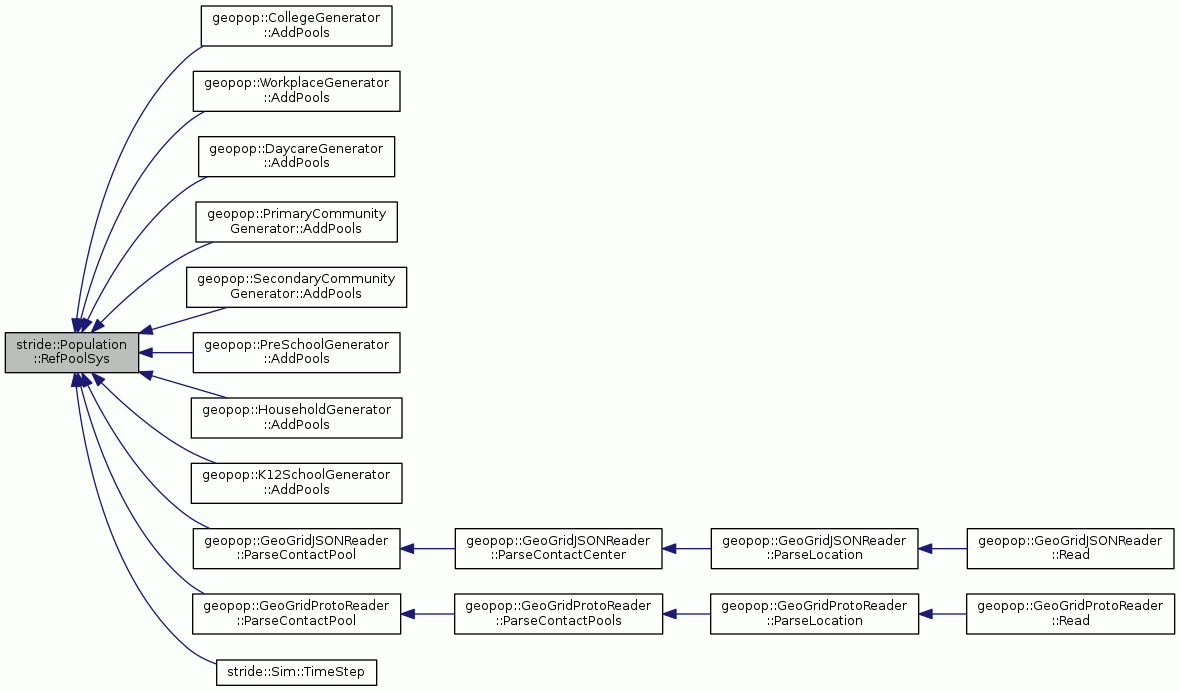 geopop::CollegeGenerator
::AddPools
geopop::WorkplaceGenerator
::AddPools
geopop::DaycareGenerator
::AddPools
geopop::PrimaryCommunity
Generator::AddPools
geopop::SecondaryCommunity
Generator::AddPools
stride::Population
::RefPoolSys
geopop::PreSchoolGenerator
::AddPools
geopop::HouseholdGenerator
::AddPools
geopop::K12SchoolGenerator
::AddPools
geopop::GeoGridJSONReader
::ParseContactPool
geopop::GeoGridJSONReader
::ParseContactCenter
geopop::GeoGridJSONReader
::ParseLocation
geopop::GeoGridJSONReader
::Read
geopop::GeoGridProtoReader
::ParseContactPool
geopop::GeoGridProtoReader
::ParseContactPools
geopop::GeoGridProtoReader
::ParseLocation
geopop::GeoGridProtoReader
::Read
stride::Sim::TimeStep